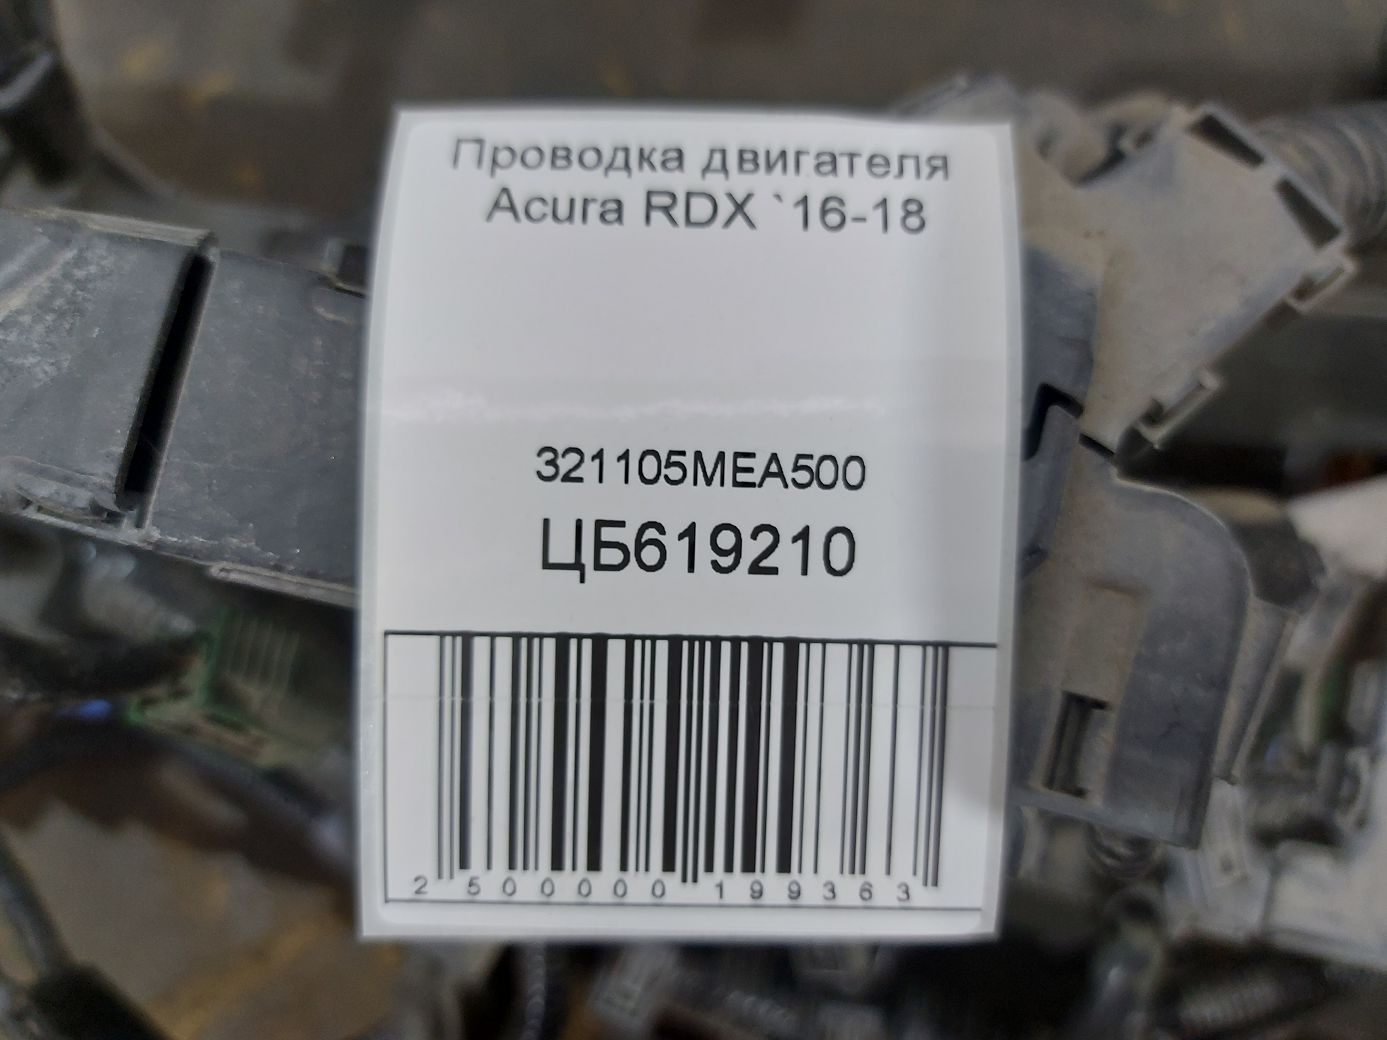 Проводка двигателя
Acura RDX `16-18
321105MEA500
ЦБ619210
2 500000 199363